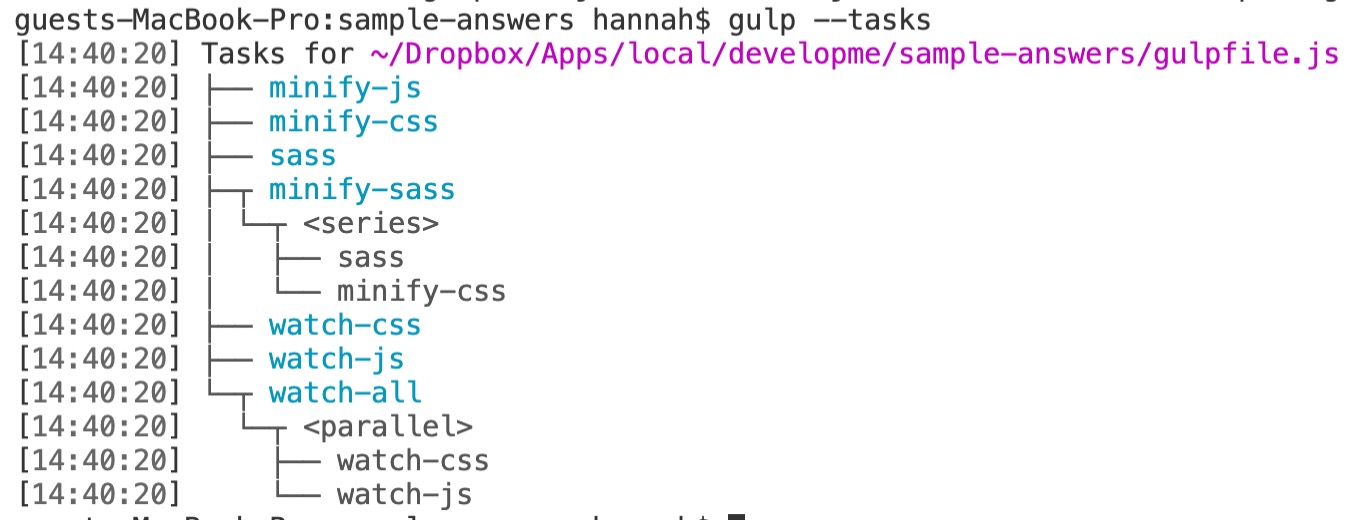 guests-MacBook-Pro:sample-answers hannah$ gulp --tasks
[14:40:20] Tasks for ~/Dropbox/Apps/local/developme/sample-answers/gulpfile.js
[14:40:20] ├── minify-js
[14:40:20] ├── minify-css
[14:40:20] ├── sass
[14:40:20] ├─┬ minify-sass
[14:40:20] │ └─┬ <series>
[14:40:20] │   ├── sass
[14:40:20] │   └── minify-css
[14:40:20] ├── watch-css
[14:40:20] ├── watch-js
[14:40:20] └─┬ watch-all
[14:40:20]   └─┬ <parallel>
[14:40:20]     ├── watch-css
[14:40:20]     └── watch-js